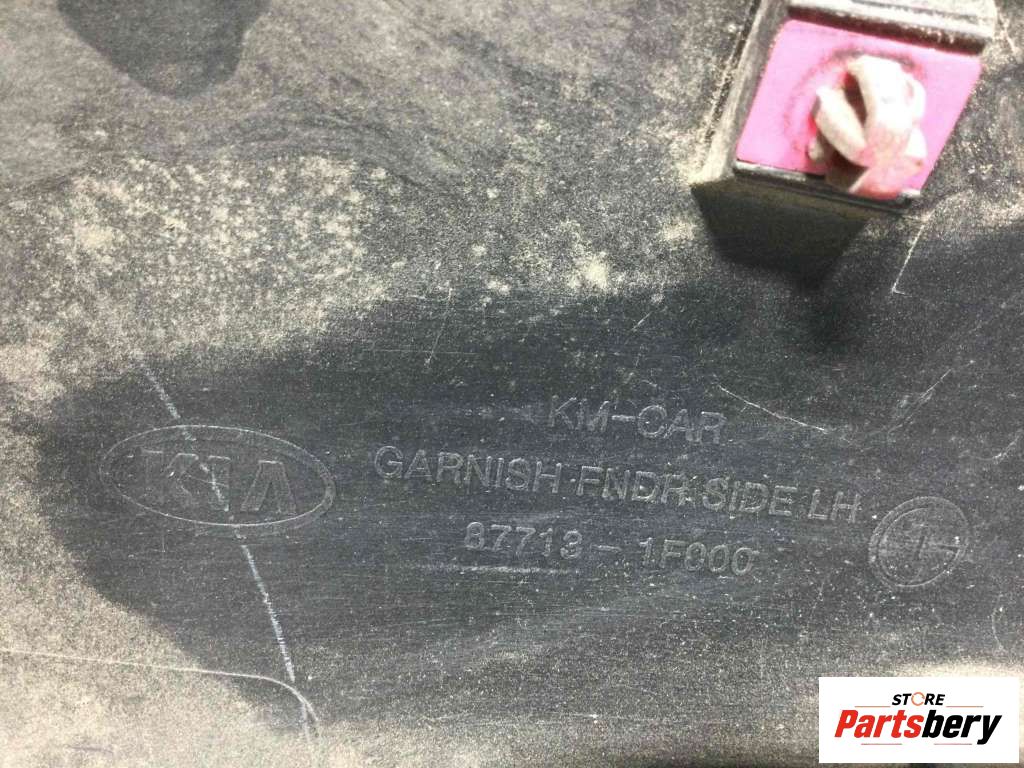 KM-CAR
KIA
GARNISH FNDR SIDE LH
87713-1F000
STORE
Partsbery